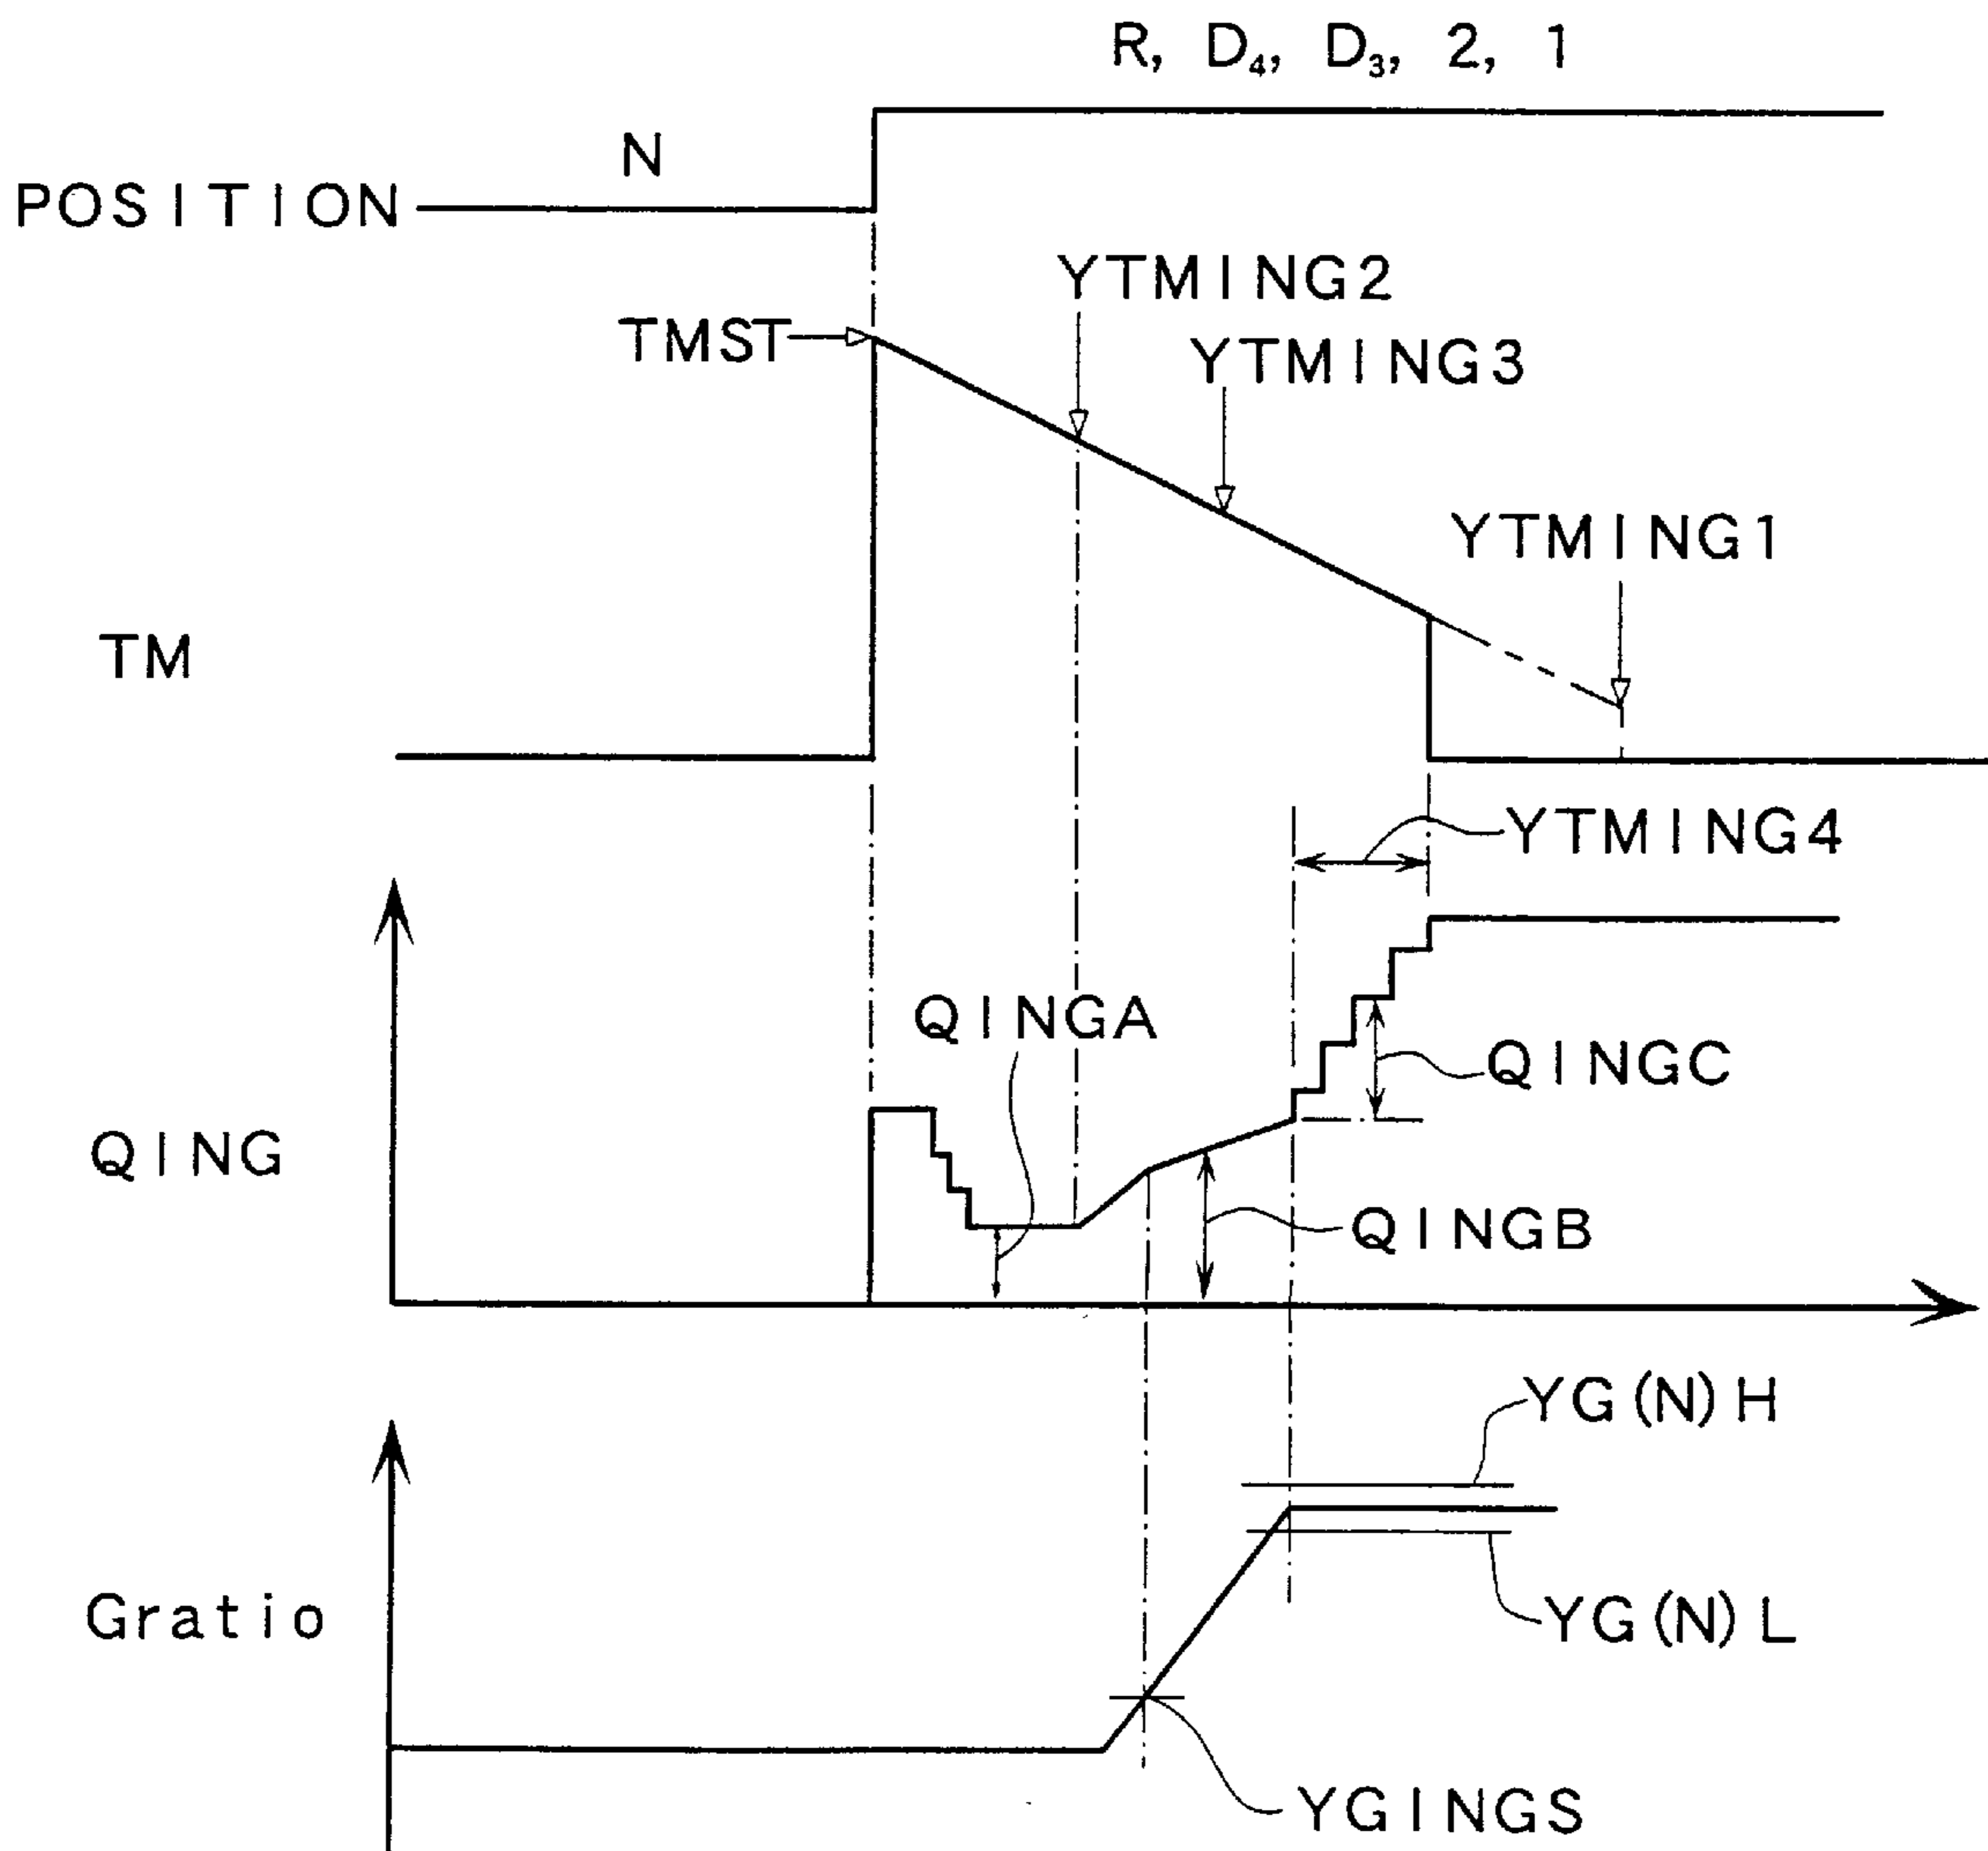 R, D₄, D₃, 2, 1
N
POSITION
YTMING2
TMST
YTMING3
YTMING1
TM
YTMING4
QINGA
QINGC
QING
QINGB
YG(N)H
Gratio
YG(N)L
YGINGS